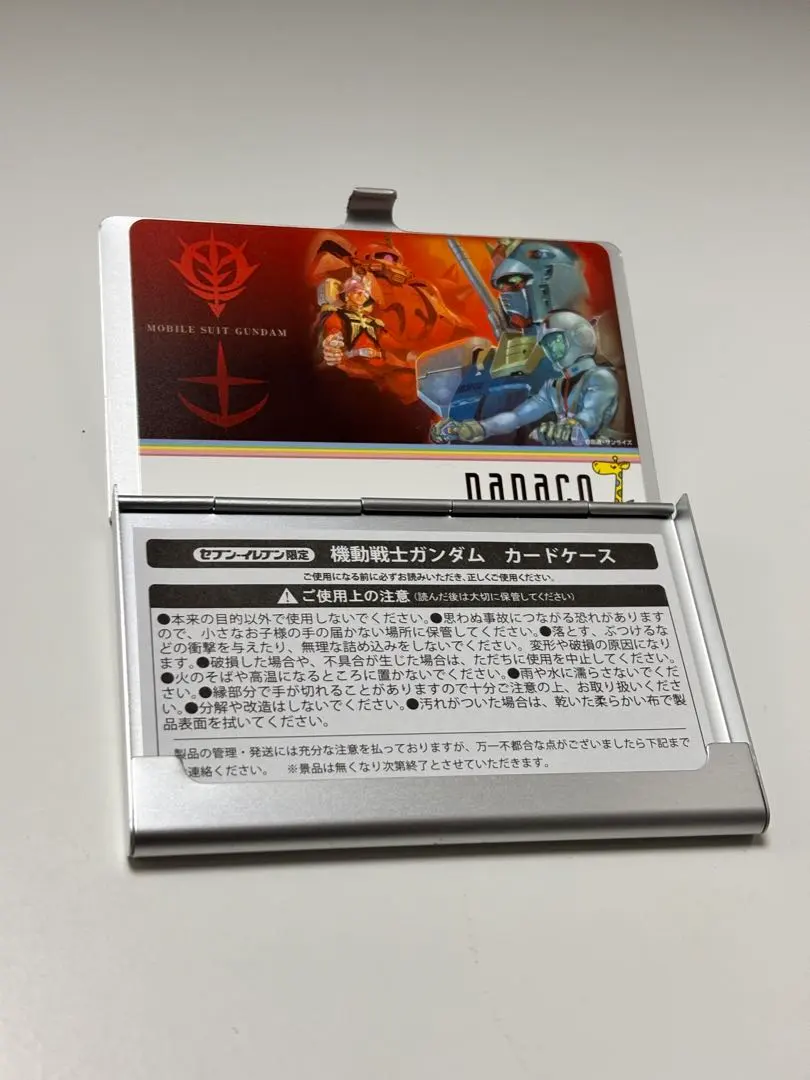 MOBILE SUIT GUNDAM
©創通・サンライズ
nanaco
セブン-イレブン限定 機動戦士ガンダム カードケース
ご使用になる前に必ずお読みいただき、正しくご使用ください。
ご使用上の注意 (読んだ後は大切に保管してください)
●本来の目的以外で使用しないでください。●思わぬ事故につながる恐れがあります
ので、小さなお子様の手の届かない場所に保管してください。●落とす、ぶつけるな
どの衝撃を与えたり、無理な詰め込みをしないでください。変形や破損の原因になり
ます。●破損した場合や、不具合が生じた場合は、ただちに使用を中止してください。
●火のそばや高温になるところに置かないでください。●雨や水に濡らさないでくだ
さい。●縁部分で手が切れることがありますので十分ご注意の上、お取り扱いくださ
い。●分解や改造はしないでください。●汚れがついた場合は、乾いた柔らかい布で製
品表面を拭いてください。
製品の管理・発送には充分な注意を払っておりますが、万一不都合な点がございましたら下記まで
連絡ください。 ※景品は無くなり次第終了とさせていただきます。